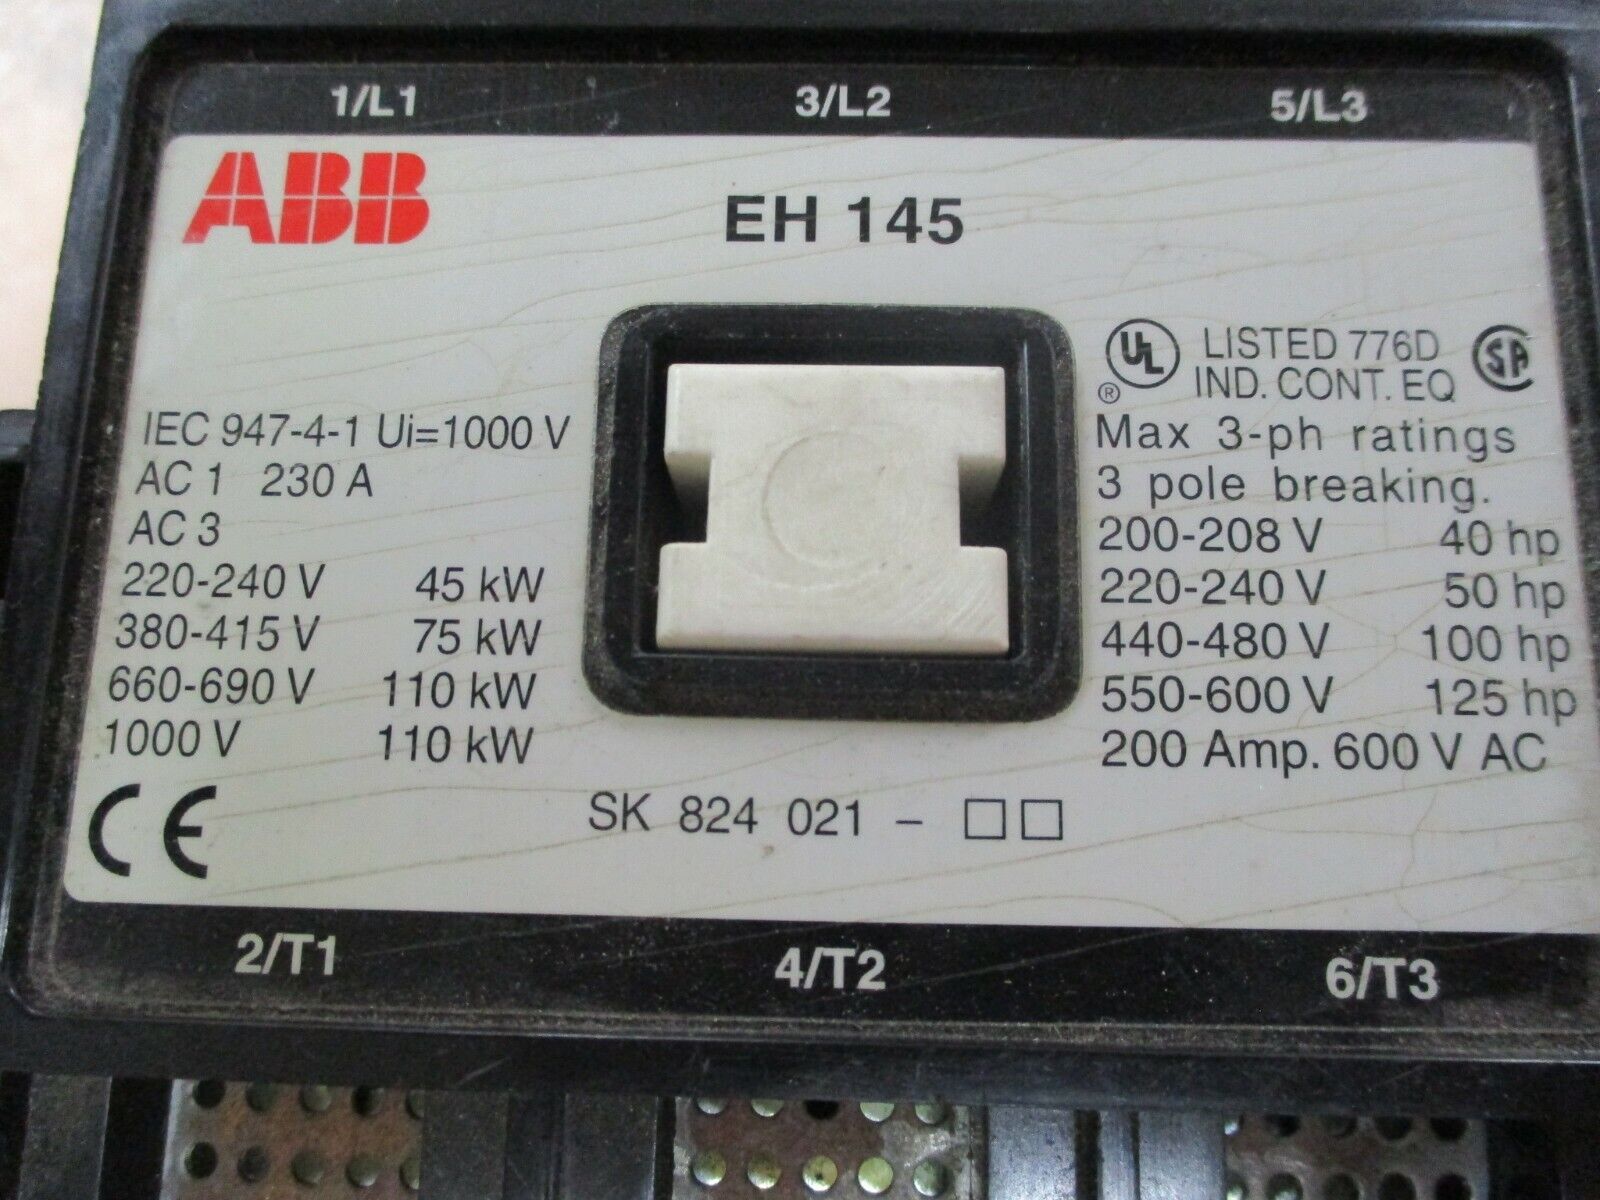 1/L1 3/L2 5/L3
ABB
EH 145
IEC 947-4-1 Ui=1000 V
AC 1 230 A
AC 3
220-240 V 45 kW
380-415 V 75 kW
660-690 V 110 kW
1000 V 110 kW
CE
UL ® LISTED 776D SA
IND. CONT. EQ
Max 3-ph ratings
3 pole breaking.
200-208 V 40 hp
220-240 V 50 hp
440-480 V 100 hp
550-600 V 125 hp
200 Amp. 600 V AC
SK 824 021 - □□
2/T1 4/T2 6/T3